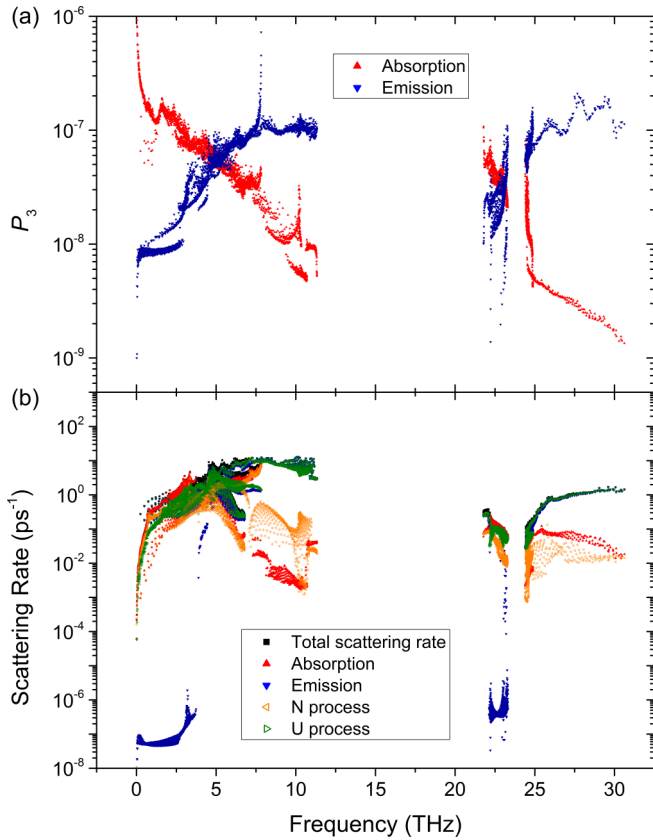 (a)
10⁻⁶
10⁻⁷
10⁻⁸
10⁻⁹
P₃
Absorption
Emission
(b)
10²
10⁰
10⁻²
10⁻⁴
10⁻⁶
10⁻⁸
Scattering Rate (ps⁻¹)
Total scattering rate
Absorption
Emission
N process
U process
0 5 10 15 20 25 30
Frequency (THz)